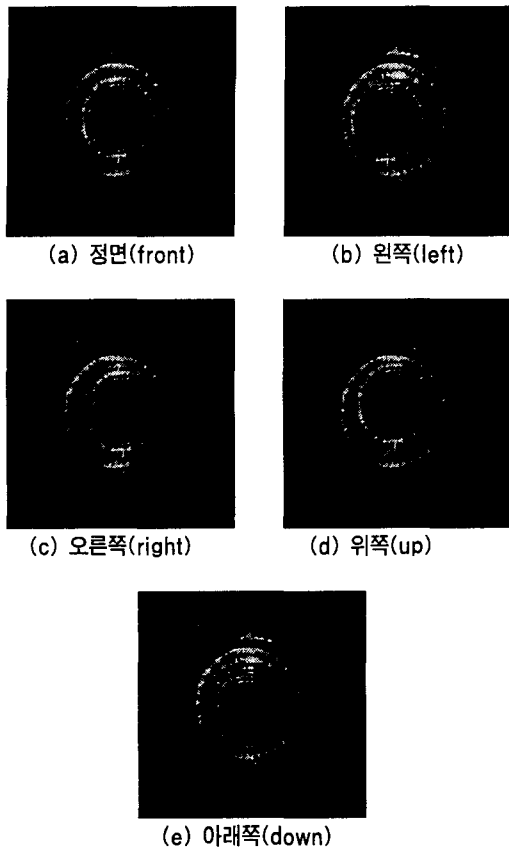 (a) 정면(front)
(b) 왼쪽(left)
(c) 오른쪽(right)
(d) 위쪽(up)
(e) 아래쪽(down)